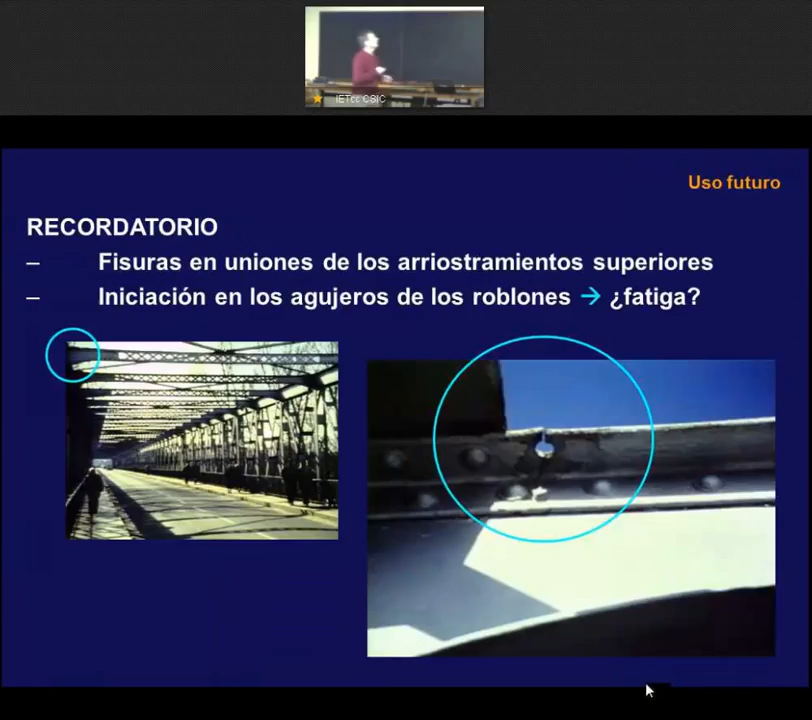 IETcc CSIC
Uso futuro
RECORDATORIO
– Fisuras en uniones de los arriostramientos superiores
– Iniciación en los agujeros de los roblones → ¿fatiga?